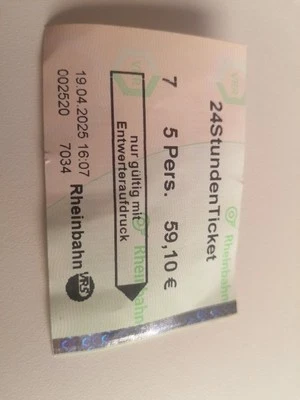 Rheinbahn
24StundenTicket
7 5 Pers. 59,10 €
nur gültig mit
Entwerteraufdruck
Rheinbahn
19.04.2025 16:07 Rheinbahn VRS
002520 7034